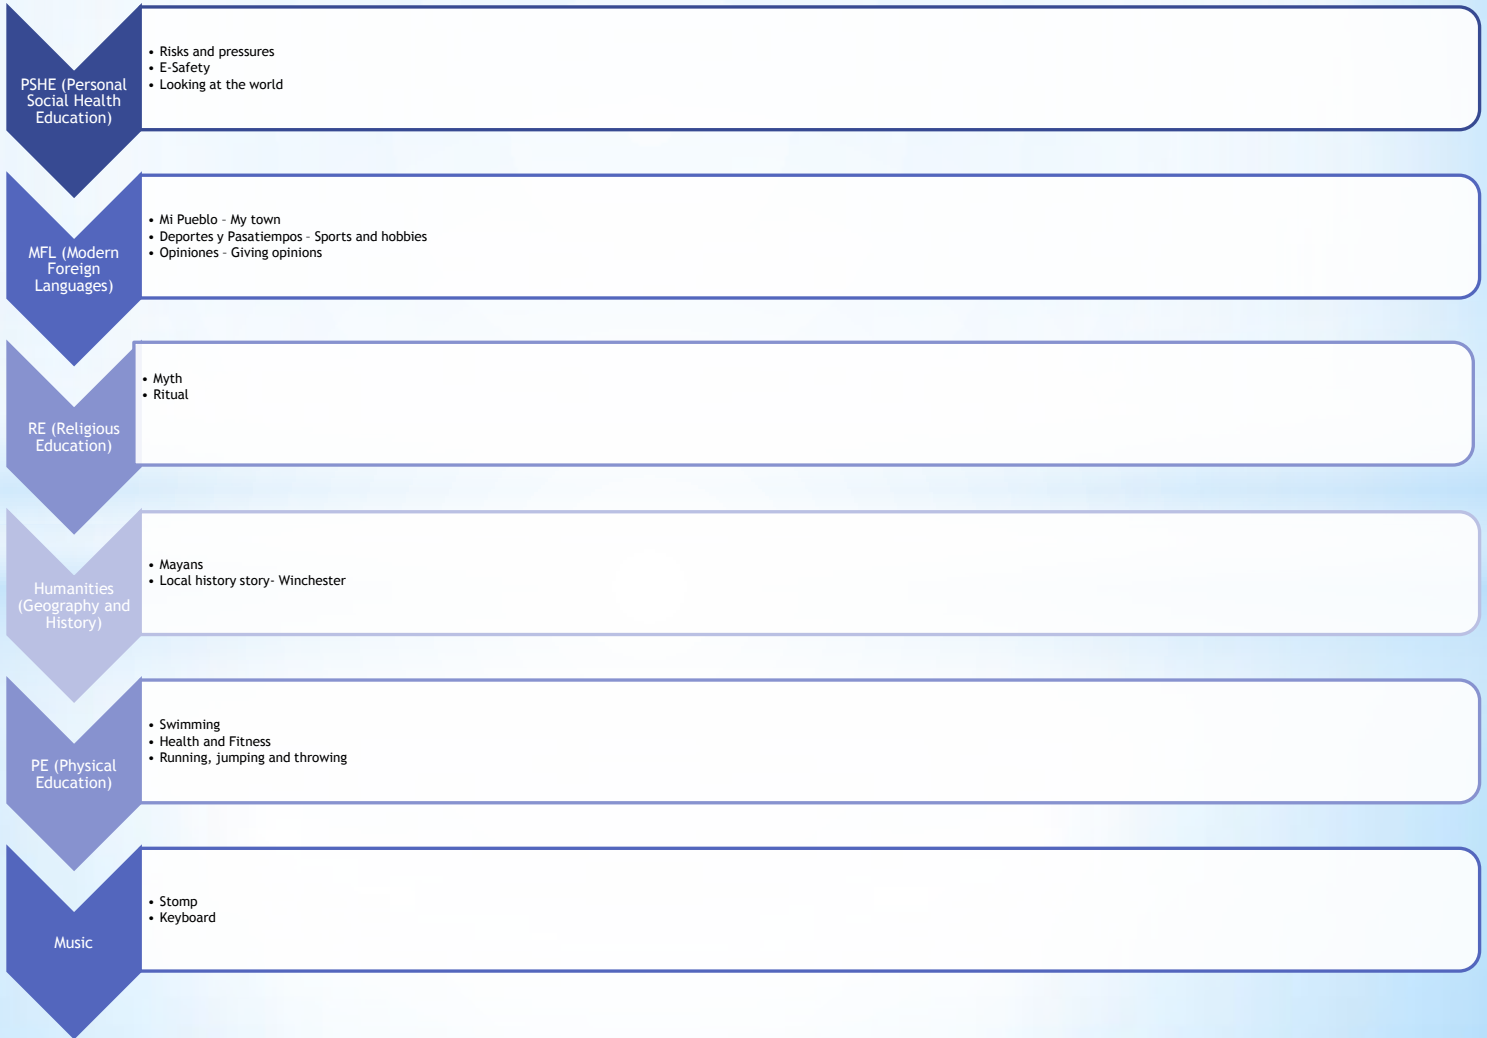 PSHE (Personal
Social Health
Education)
• Risks and pressures
• E-Safety
• Looking at the world
MFL (Modern
Foreign
Languages)
• Mi Pueblo – My town
• Deportes y Pasatiempos – Sports and hobbies
• Opiniones – Giving opinions
RE (Religious
Education)
• Myth
• Ritual
Humanities
(Geography and
History)
• Mayans
• Local history story- Winchester
PE (Physical
Education)
• Swimming
• Health and Fitness
• Running, jumping and throwing
Music
• Stomp
• Keyboard